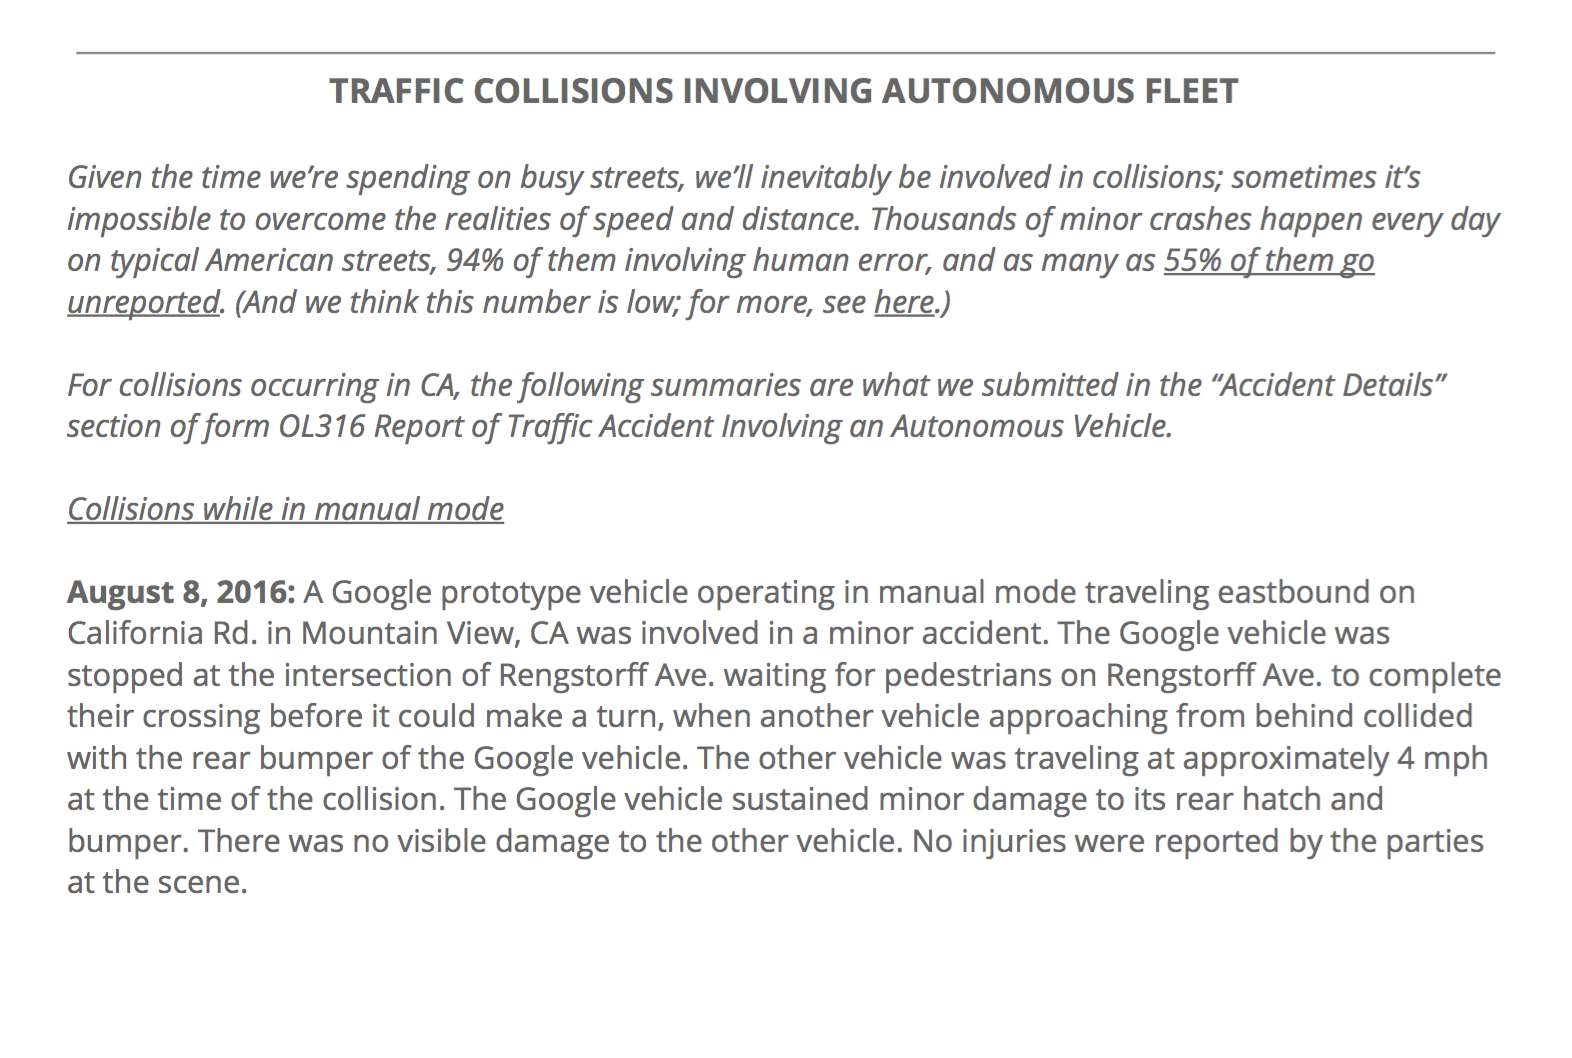 TRAFFIC COLLISIONS INVOLVING AUTONOMOUS FLEET
Given the time we’re spending on busy streets, we’ll inevitably be involved in collisions; sometimes it’s
impossible to overcome the realities of speed and distance. Thousands of minor crashes happen every day
on typical American streets, 94% of them involving human error, and as many as 55% of them go
unreported. (And we think this number is low; for more, see here.)
For collisions occurring in CA, the following summaries are what we submitted in the “Accident Details”
section of form OL316 Report of Traffic Accident Involving an Autonomous Vehicle.
Collisions while in manual mode
August 8, 2016: A Google prototype vehicle operating in manual mode traveling eastbound on
California Rd. in Mountain View, CA was involved in a minor accident. The Google vehicle was
stopped at the intersection of Rengstorff Ave. waiting for pedestrians on Rengstorff Ave. to complete
their crossing before it could make a turn, when another vehicle approaching from behind collided
with the rear bumper of the Google vehicle. The other vehicle was traveling at approximately 4 mph
at the time of the collision. The Google vehicle sustained minor damage to its rear hatch and
bumper. There was no visible damage to the other vehicle. No injuries were reported by the parties
at the scene.